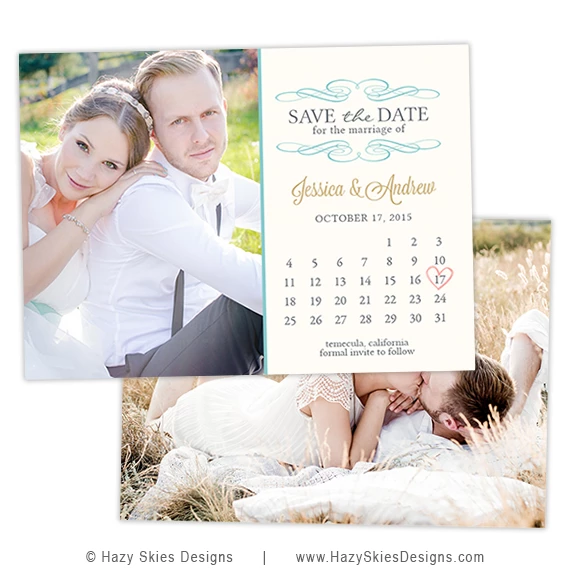 SAVE the DATE
for the marriage of
Jessica & Andrew
OCTOBER 17, 2015
1 2 3
4 5 6 7 8 9 10
11 12 13 14 15 16 17
18 19 20 21 22 23 24
25 26 27 28 29 30 31
temecula, california
formal invite to follow
© Hazy Skies Designs | www.HazySkiesDesigns.com